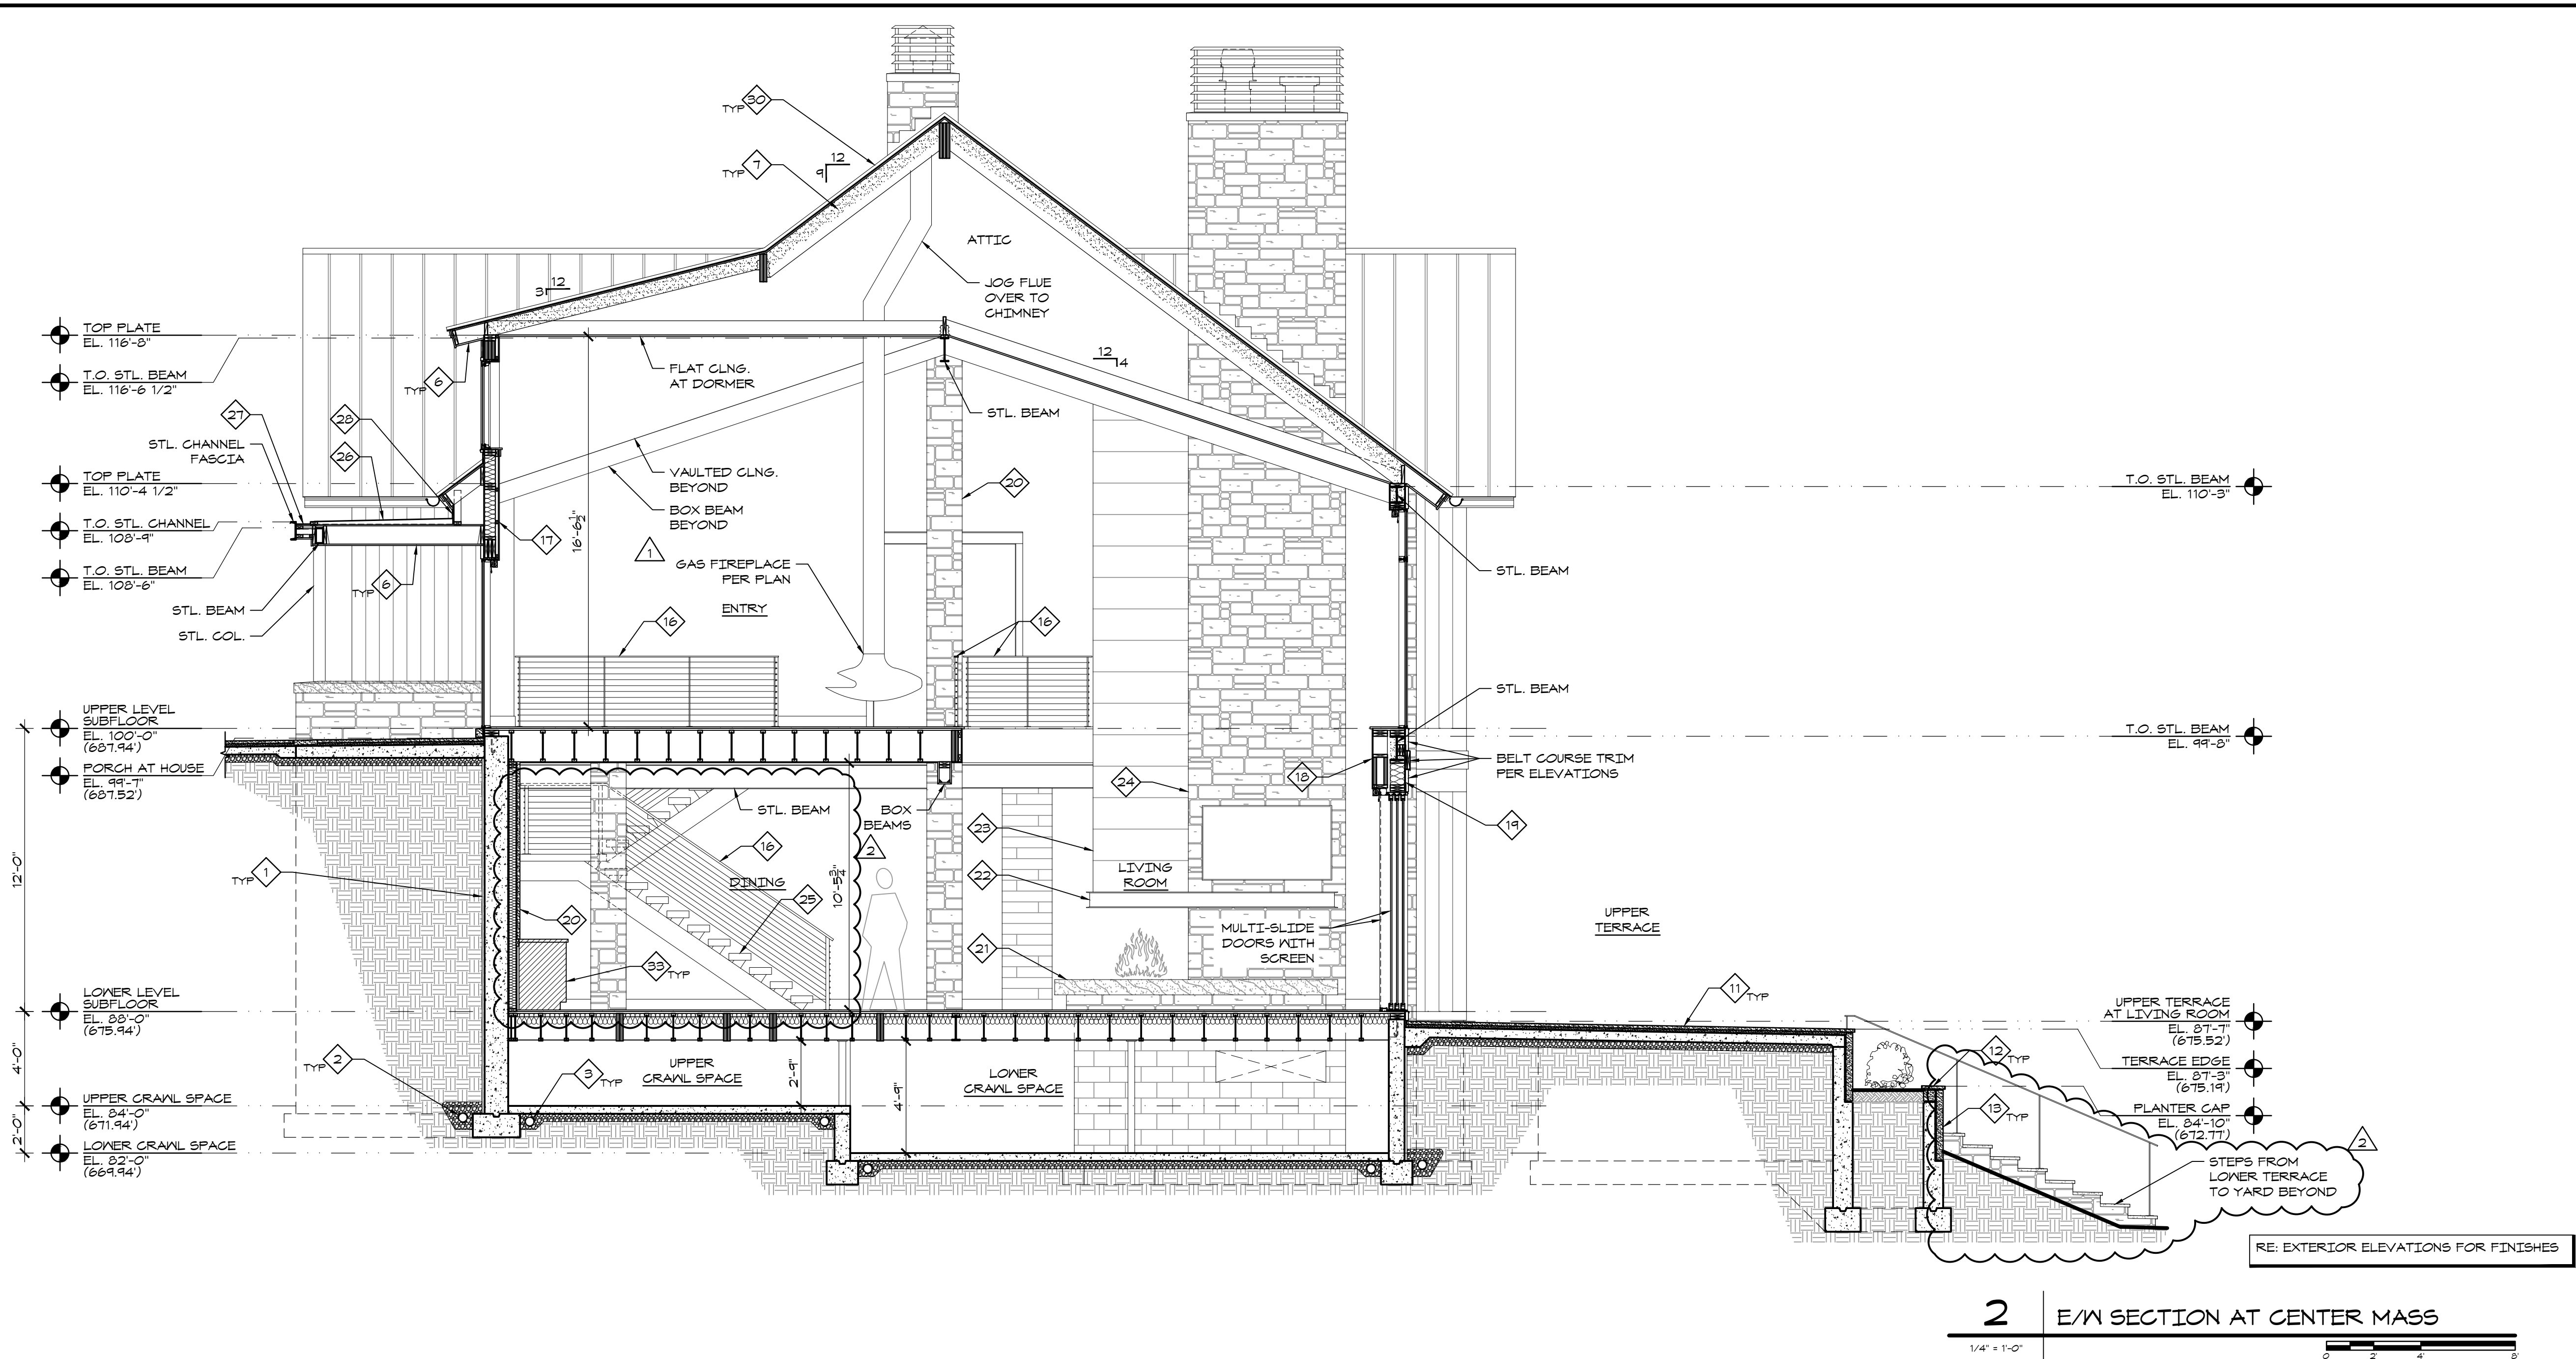 30
TYP
7
TYP
12
9
ATTIC
JOG FLUE
OVER TO
CHIMNEY
12
3
TOP PLATE
EL. 116'-8"
T.O. STL. BEAM
EL. 116'-6 1/2"
6
TYP
FLAT CLNG.
AT DORMER
12
4
STL. BEAM
27
28
STL. CHANNEL
FASCIA
26
TOP PLATE
EL. 110'-4 1/2"
T.O. STL. CHANNEL
EL. 108'-9"
T.O. STL. BEAM
EL. 108'-6"
STL. BEAM
STL. COL.
6
TYP
17
VAULTED CLNG.
BEYOND
BOX BEAM
BEYOND
16'-6 1/2"
1
GAS FIREPLACE
PER PLAN
ENTRY
20
16
16
T.O. STL. BEAM
EL. 110'-3"
STL. BEAM
STL. BEAM
UPPER LEVEL
SUBFLOOR
EL. 100'-0"
(687.94')
PORCH AT HOUSE
EL. 99'-7"
(687.52')
T.O. STL. BEAM
EL. 99'-8"
BELT COURSE TRIM
PER ELEVATIONS
18
19
24
STL. BEAM
BOX
BEAMS
2
23
22
21
16
DINING
25
10'-5 3/4"
20
33
TYP
LIVING
ROOM
MULTI-SLIDE
DOORS WITH
SCREEN
UPPER
TERRACE
12'-0"
1
TYP
LOWER LEVEL
SUBFLOOR
EL. 88'-0"
(675.94')
4'-0"
2
TYP
3
TYP
UPPER
CRAWL SPACE
2'-9"
4'-9"
LOWER
CRAWL SPACE
UPPER CRAWL SPACE
EL. 84'-0"
(671.94')
2'-0"
LOWER CRAWL SPACE
EL. 82'-0"
(669.94')
11
TYP
12
TYP
13
TYP
UPPER TERRACE
AT LIVING ROOM
EL. 87'-7"
(675.52')
TERRACE EDGE
EL. 87'-3"
(675.19')
PLANTER CAP
EL. 84'-10"
(672.77')
2
STEPS FROM
LOWER TERRACE
TO YARD BEYOND
RE: EXTERIOR ELEVATIONS FOR FINISHES
2
E/W SECTION AT CENTER MASS
1/4" = 1'-0"
0 2' 4' 8'